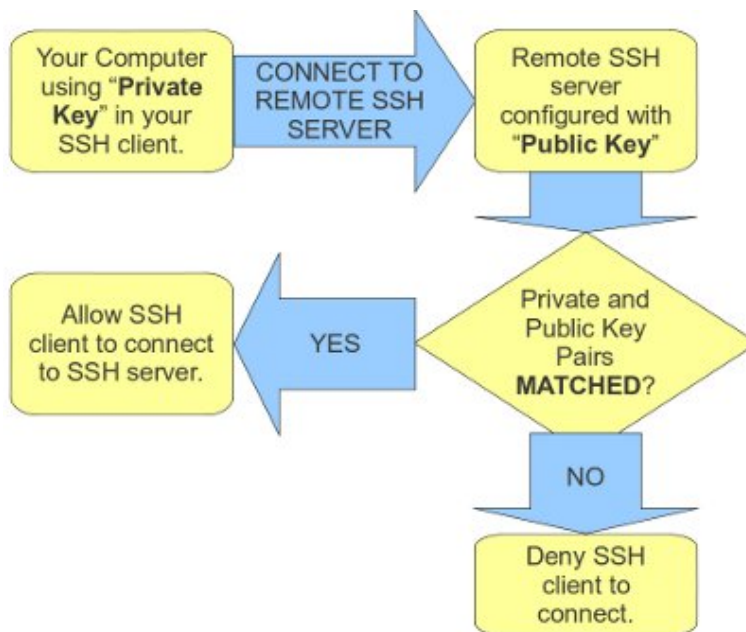 Your Computer
using “Private
Key” in your
SSH client.
CONNECT TO
REMOTE SSH
SERVER
Remote SSH
server
configured with
“Public Key”
Private and
Public Key
Pairs
MATCHED?
YES
Allow SSH
client to connect
to SSH server.
NO
Deny SSH
client to
connect.